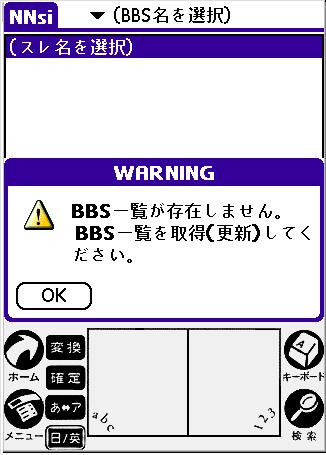 NNsi ▼ (BBS名を選択)
(スレ名を選択)
WARNING
BBS一覧が存在しません。
BBS一覧を取得(更新)してく
ださい。
OK
変換
確定
ホーム
キーボード
あ⇔ア
日/英
メニュー
abc
123
A
検索